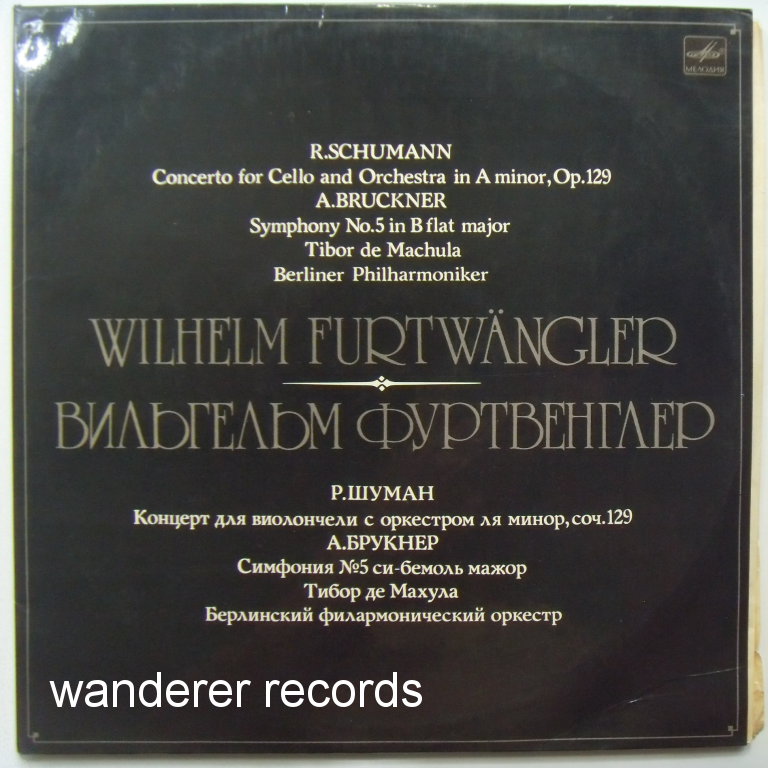 МЕЛОДИЯ
R.SCHUMANN
Concerto for Cello and Orchestra in A minor, Op.129
A.BRUCKNER
Symphony No.5 in B flat major
Tibor de Machula
Berliner Philharmoniker
WILHELM FURTWÄNGLER
ВИЛЬГЕЛЬМ ФУРТВЕНГЛЕР
Р.ШУМАН
Концерт для виолончели с оркестром ля минор, соч.129
А.БРУКНЕР
Симфония №5 си-бемоль мажор
Тибор де Махула
Берлинский филармонический оркестр
wanderer records